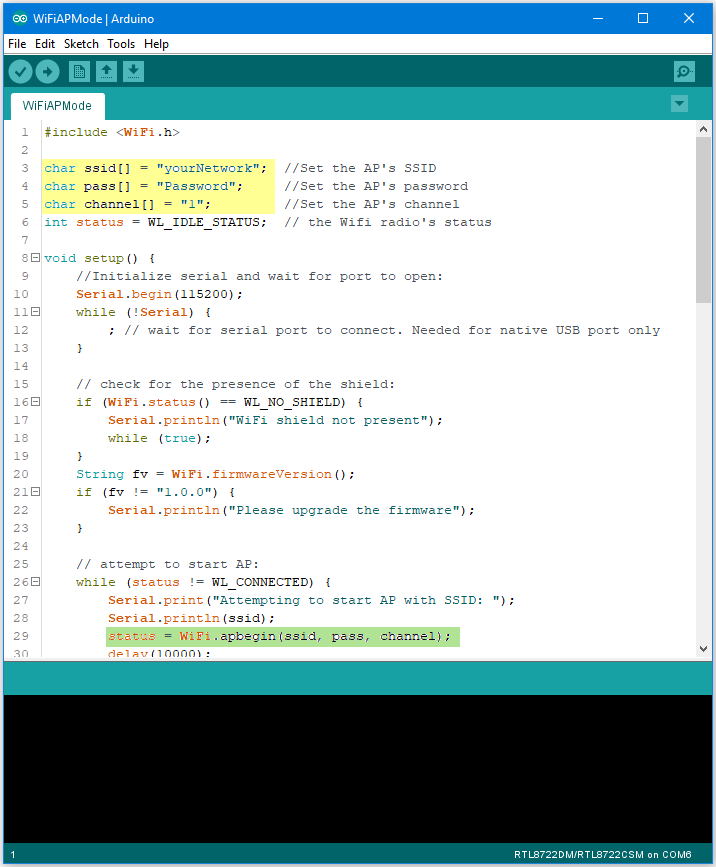 WiFiAPMode | Arduino
File Edit Sketch Tools Help
WiFiAPMode
1 #include <WiFi.h>
2
3 char ssid[] = "yourNetwork";  //Set the AP's SSID
4 char pass[] = "Password";     //Set the AP's password
5 char channel[] = "1";         //Set the AP's channel
6 int status = WL_IDLE_STATUS;  // the Wifi radio's status
7
8 void setup() {
9     //Initialize serial and wait for port to open:
10     Serial.begin(115200);
11     while (!Serial) {
12         ; // wait for serial port to connect. Needed for native USB port only
13     }
14
15     // check for the presence of the shield:
16     if (WiFi.status() == WL_NO_SHIELD) {
17         Serial.println("WiFi shield not present");
18         while (true);
19     }
20     String fv = WiFi.firmwareVersion();
21     if (fv != "1.0.0") {
22         Serial.println("Please upgrade the firmware");
23     }
24
25     // attempt to start AP:
26     while (status != WL_CONNECTED) {
27         Serial.print("Attempting to start AP with SSID: ");
28         Serial.println(ssid);
29         status = WiFi.apbegin(ssid, pass, channel);
30         delay(10000);
1 RTL8722DM/RTL8722CSM on COM6